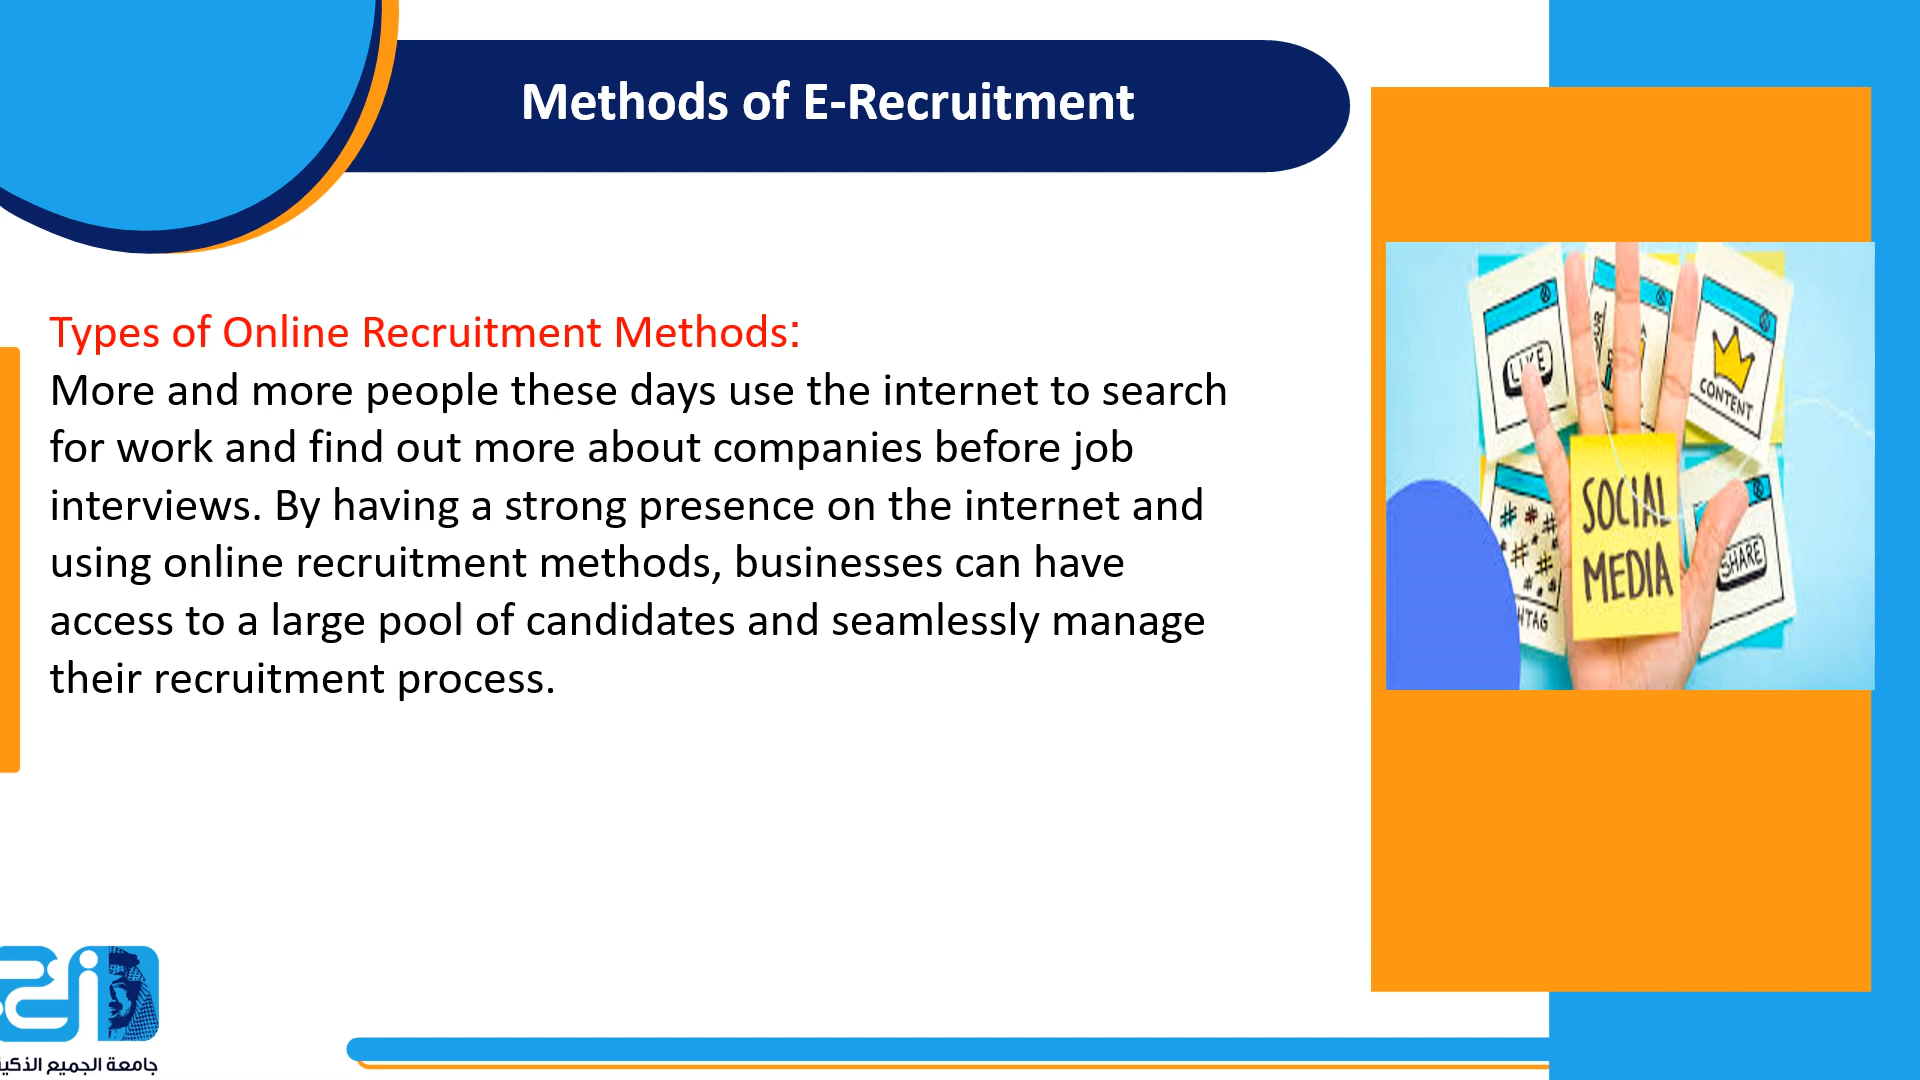 Methods of E-Recruitment
Types of Online Recruitment Methods:
More and more people these days use the internet to search
for work and find out more about companies before job
interviews. By having a strong presence on the internet and
using online recruitment methods, businesses can have
access to a large pool of candidates and seamlessly manage
their recruitment process.
LIKE
CONTENT
SOCIAL
MEDIA
SHARE
جامعة الجميع الذكية